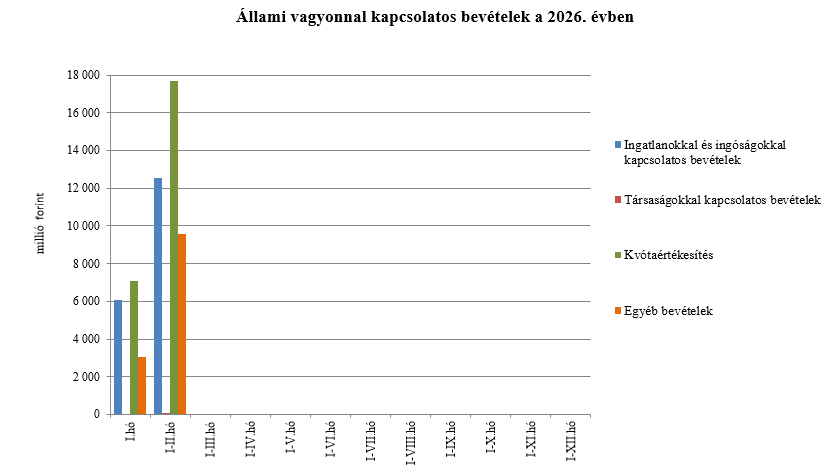 Állami vagyonnal kapcsolatos bevételek a 2026. évben
millió forint
18 000
16 000
14 000
12 000
10 000
8 000
6 000
4 000
2 000
0
I.hó
I-II.hó
I-III.hó
I-IV.hó
I-V.hó
I-VI.hó
I-VII.hó
I-VIII.hó
I-IX.hó
I-X.hó
I-XI.hó
I-XII.hó
Ingatlanokkal és ingóságokkal
kapcsolatos bevételek
Társaságokkal kapcsolatos bevételek
Kvótaértékesítés
Egyéb bevételek